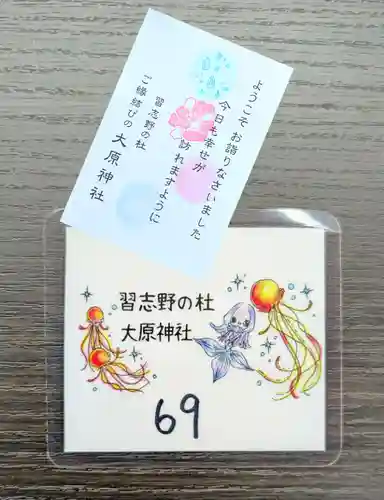 ようこそ お詣りなさいました
今日も幸せが
訪れますように
習志野の杜
ご縁結びの 大原神社
習志野の杜
大原神社
69